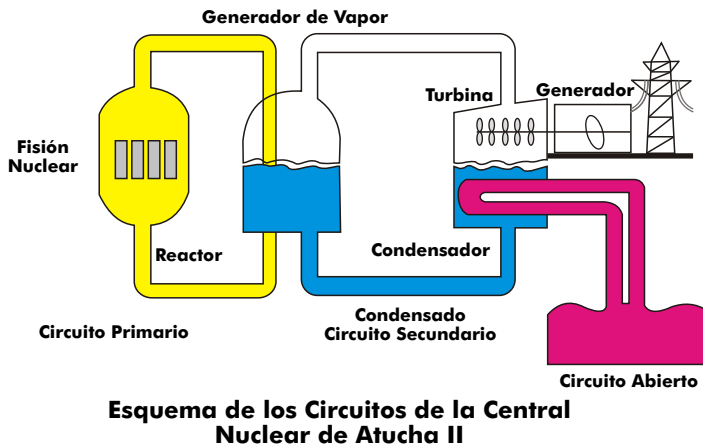 Generador de Vapor
Turbina
Generador
Fisión
Nuclear
Reactor
Condensador
Circuito Primario
Condensado
Circuito Secundario
Circuito Abierto
Esquema de los Circuitos de la Central
Nuclear de Atucha II